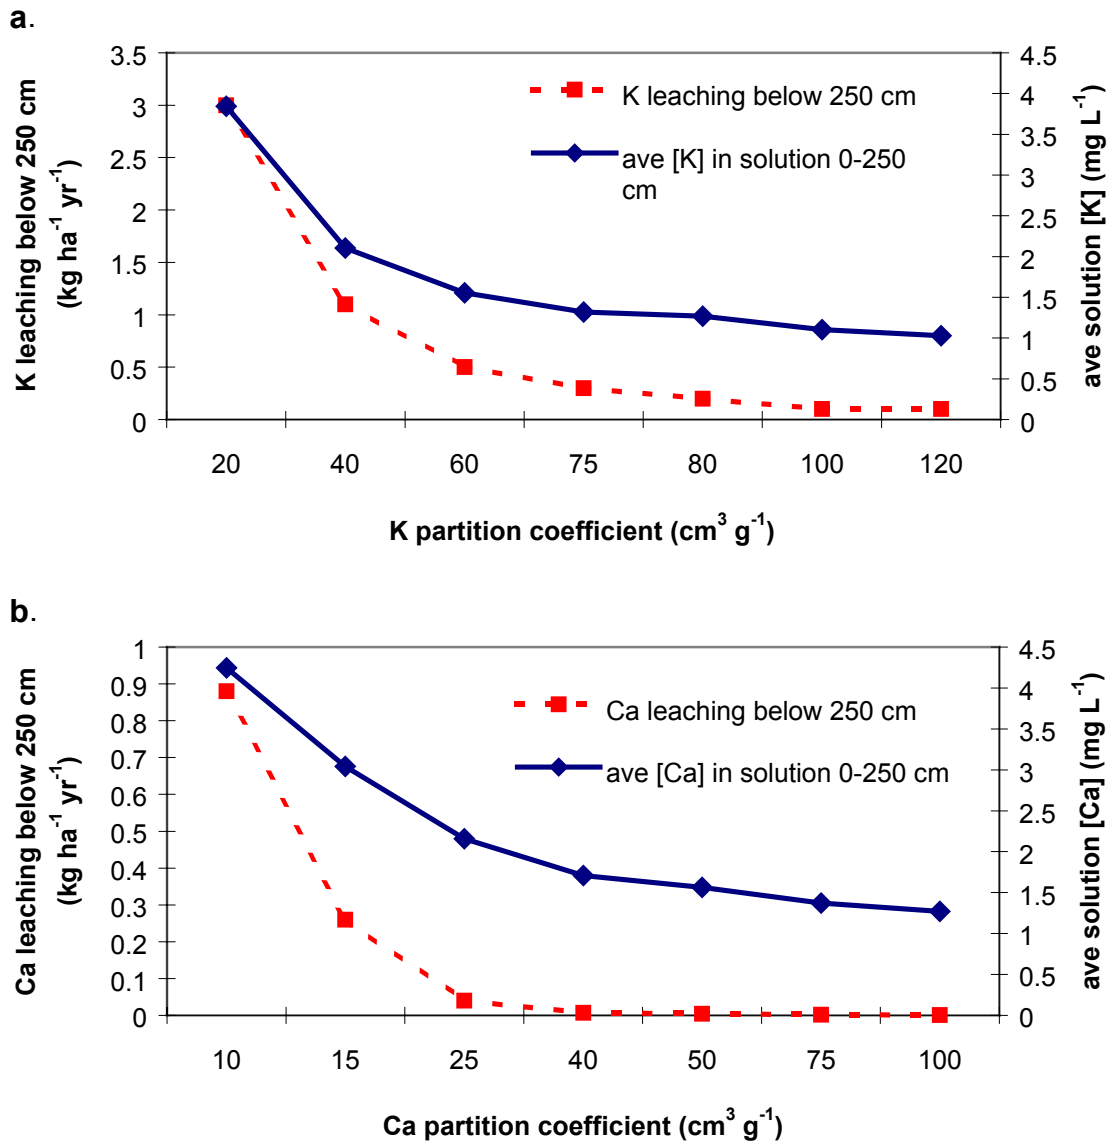 a.
K leaching below 250 cm
(kg ha⁻¹ yr⁻¹)
3.5
3
2.5
2
1.5
1
0.5
0
K leaching below 250 cm
ave [K] in solution 0-250
cm
4.5
4
3.5
3
2.5
2
1.5
1
0.5
0
ave solution [K] (mg L⁻¹)
20 40 60 75 80 100 120
K partition coefficient (cm³ g⁻¹)
b.
Ca leaching below 250 cm
(kg ha⁻¹ yr⁻¹)
1
0.9
0.8
0.7
0.6
0.5
0.4
0.3
0.2
0.1
0
Ca leaching below 250 cm
ave [Ca] in solution 0-250 cm
4.5
4
3.5
3
2.5
2
1.5
1
0.5
0
ave solution [Ca] (mg L⁻¹)
10 15 25 40 50 75 100
Ca partition coefficient (cm³ g⁻¹)